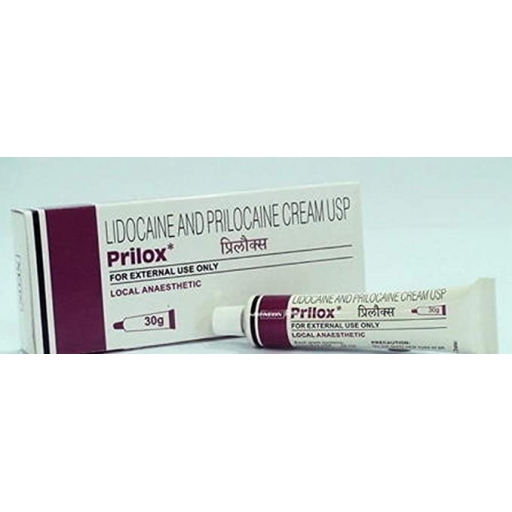 LIDOCAINE AND PRILOCAINE CREAM USP
Prilox* प्रिलौक्स
FOR EXTERNAL USE ONLY
LOCAL ANAESTHETIC
30g
LIDOCAINE AND PRILOCAINE CREAM USP
Prilox* प्रिलौक्स 30g
FOR EXTERNAL USE ONLY
LOCAL ANAESTHETIC
PRECAUTION: